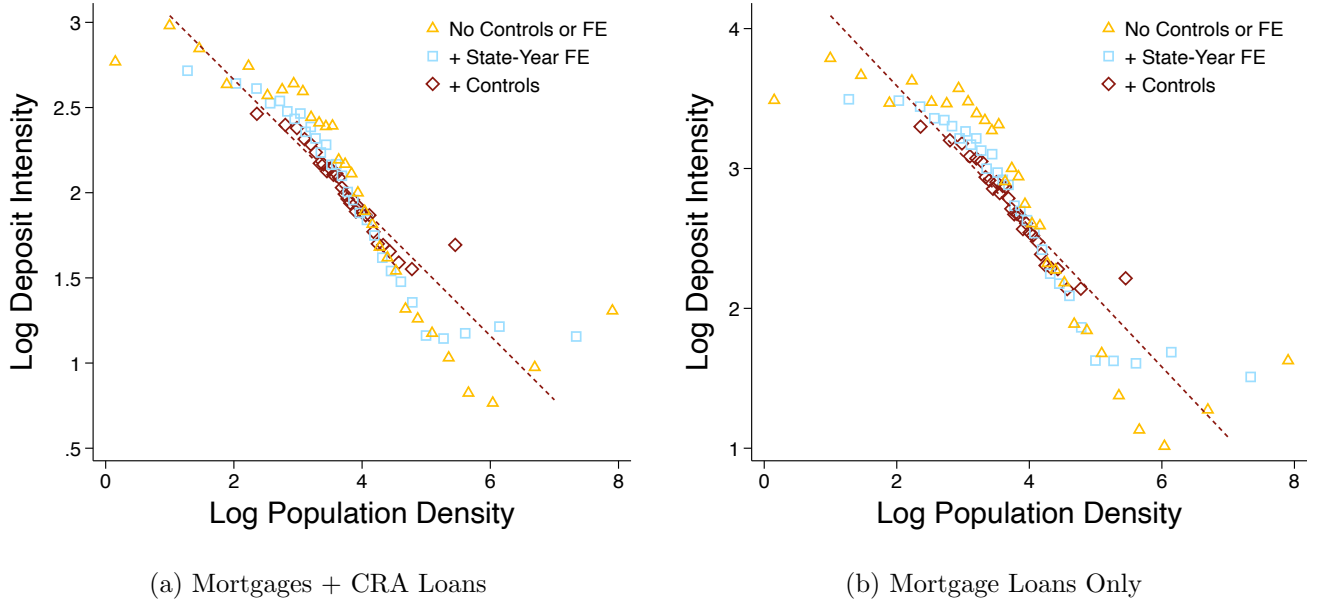 3
2.5
2
1.5
1
.5
0
2
4
6
8
Log Deposit Intensity
Log Population Density
No Controls or FE
+ State-Year FE
+ Controls
(a) Mortgages + CRA Loans
4
3
2
1
0
2
4
6
8
Log Deposit Intensity
Log Population Density
No Controls or FE
+ State-Year FE
+ Controls
(b) Mortgage Loans Only